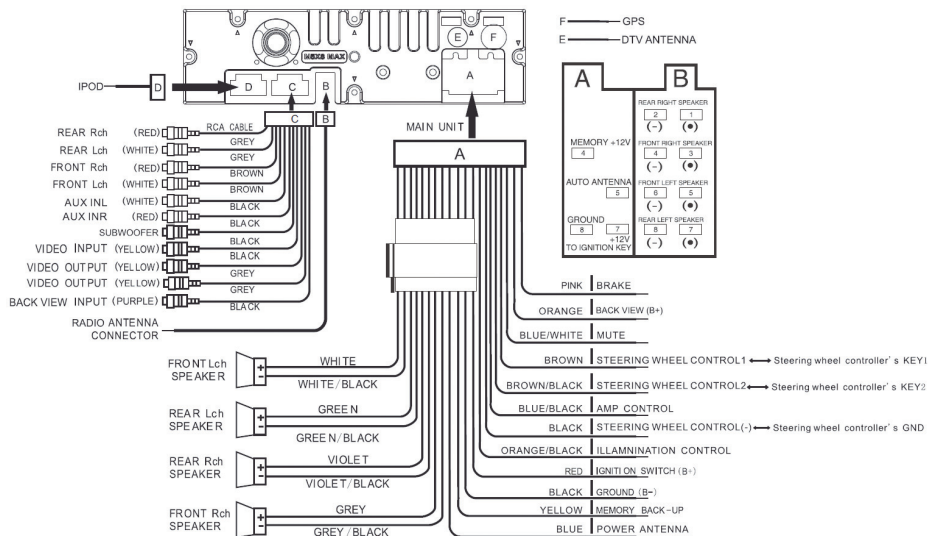 F GPS
E DTV ANTENNA
E F
NSX8 MAX
D C B A
IPOD D
C B
MAIN UNIT
A
RCA CABLE
REAR Rch (RED)
GREY
REAR Lch (WHITE)
GREY
FRONT Rch (RED)
BROWN
FRONT Lch (WHITE)
BROWN
AUX INL (WHITE)
BLACK
AUX INR (RED)
BLACK
SUBWOOFER
BLACK
VIDEO INPUT (YELLOW)
BLACK
VIDEO OUTPUT (YELLOW)
GREY
VIDEO OUTPUT (YELLOW)
GREY
BACK VIEW INPUT (PURPLE)
BLACK
RADIO ANTENNA
CONNECTOR
A B
REAR RIGHT SPEAKER
2 1
(-) (●)
MEMORY +12V
4
FRONT RIGHT SPEAKER
4 3
(-) (●)
AUTO ANTENNA
5
FRONT LEFT SPEAKER
6 5
(-) (●)
GROUND
8 7
+12V
TO IGNITION KEY
REAR LEFT SPEAKER
8 7
(-) (●)
FRONT Lch
SPEAKER
+
-
WHITE
WHITE/BLACK
REAR Lch
SPEAKER
+
-
GREEN
GREEN/BLACK
REAR Rch
SPEAKER
+
-
VIOLET
VIOLET/BLACK
FRONT Rch
SPEAKER
+
-
GREY
GREY/BLACK
PINK BRAKE
ORANGE BACK VIEW (B+)
BLUE/WHITE MUTE
BROWN STEERING WHEEL CONTROL1 Steering wheel controller's KEY1
BROWN/BLACK STEERING WHEEL CONTROL2 Steering wheel controller's KEY2
BLUE/BLACK AMP CONTROL
BLACK STEERING WHEEL CONTROL(-) Steering wheel controller's GND
ORANGE/BLACK ILLAMNINATION CONTROL
RED IGNITION SWITCH (B+)
BLACK GROUND (B-)
YELLOW MEMORY BACK-UP
BLUE POWER ANTENNA